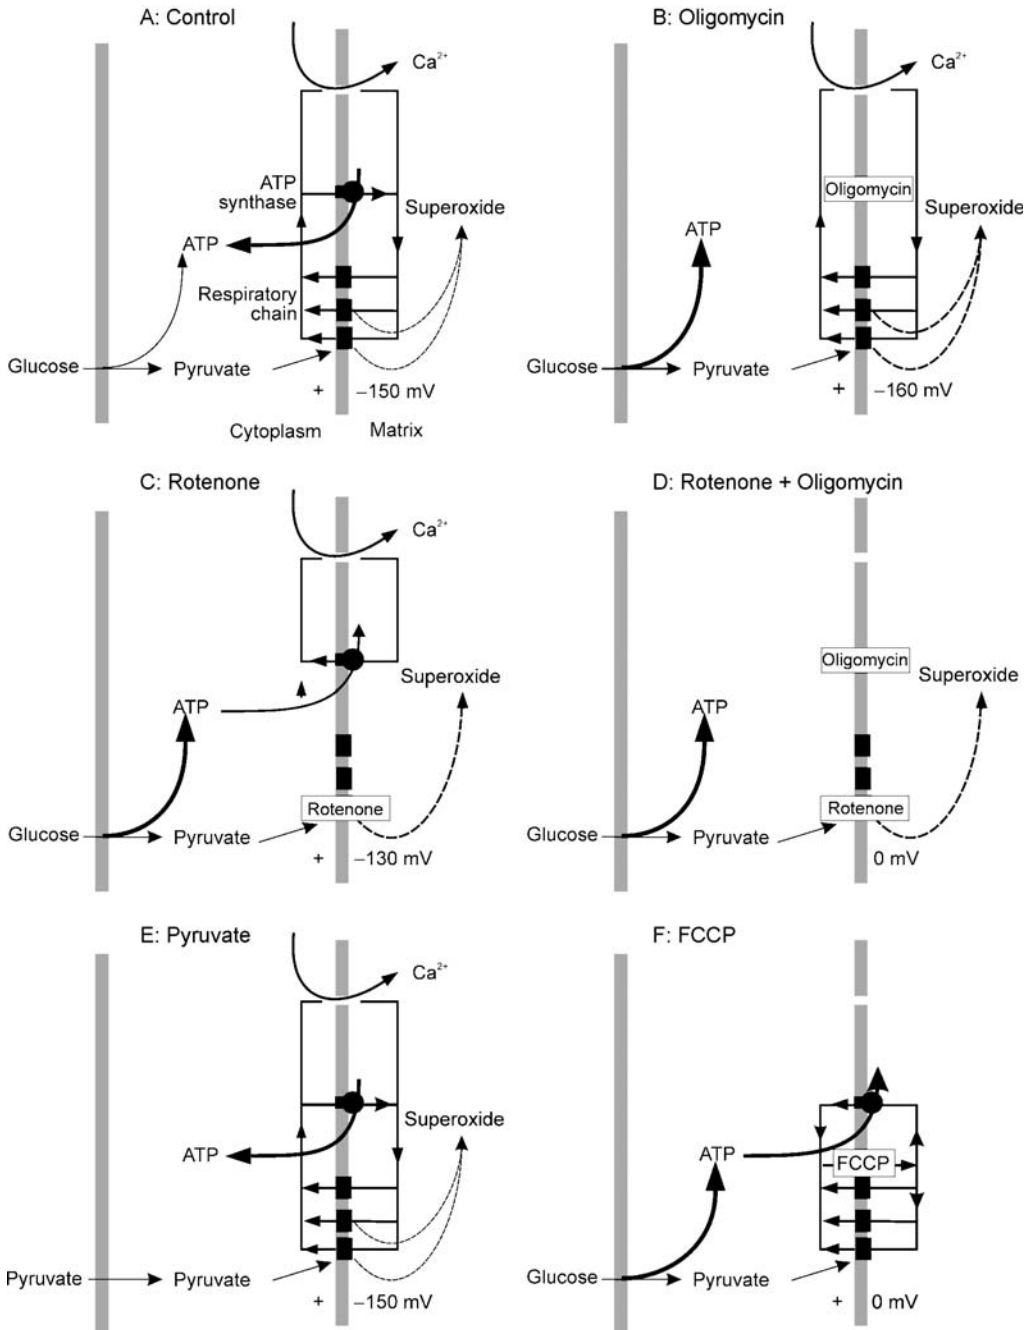 A: Control
Ca²⁺
ATP
synthase
Superoxide
ATP
Respiratory
chain
Glucose
Pyruvate
+
–150 mV
Cytoplasm
Matrix
B: Oligomycin
Ca²⁺
Oligomycin
Superoxide
ATP
Glucose
Pyruvate
+
–160 mV
C: Rotenone
Ca²⁺
Superoxide
ATP
Rotenone
Glucose
Pyruvate
+
–130 mV
D: Rotenone + Oligomycin
Oligomycin
Superoxide
ATP
Rotenone
Glucose
Pyruvate
0 mV
E: Pyruvate
Ca²⁺
Superoxide
ATP
Pyruvate
Pyruvate
+
–150 mV
F: FCCP
ATP
FCCP
Glucose
Pyruvate
+
0 mV